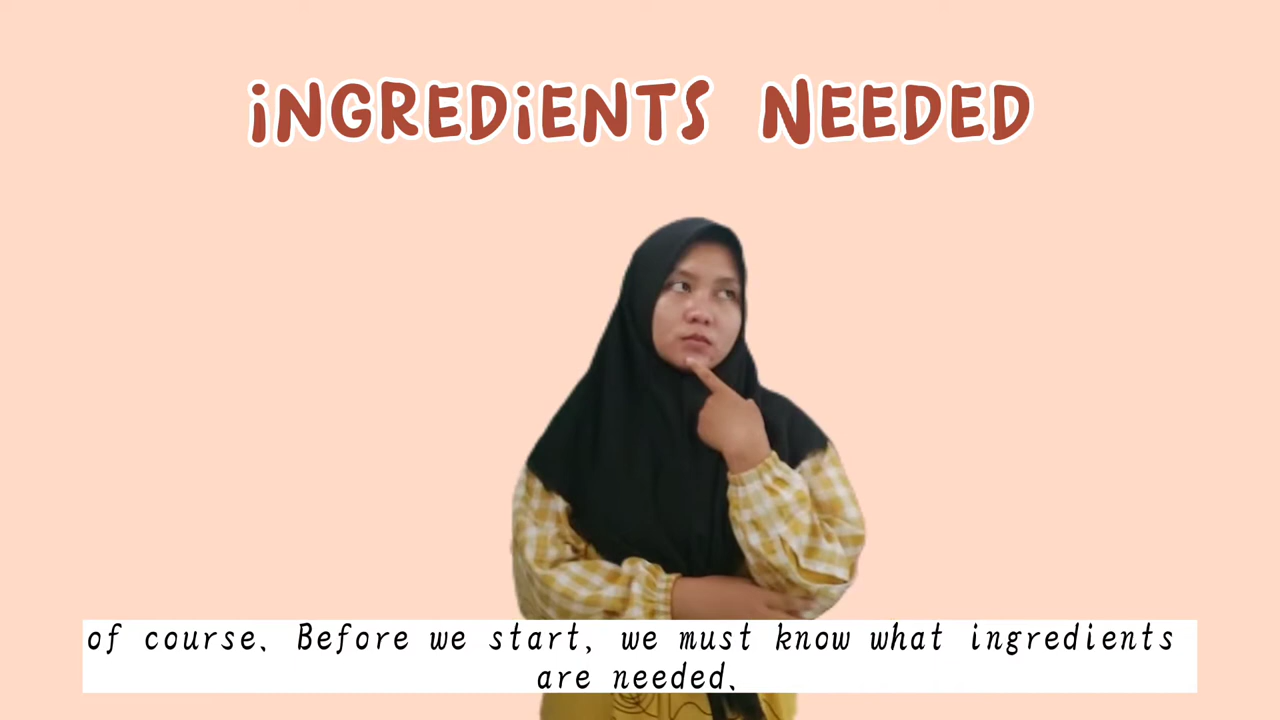 iNGREDiENTS NEEDED
of course. Before we start, we must know what ingredients
are needed.